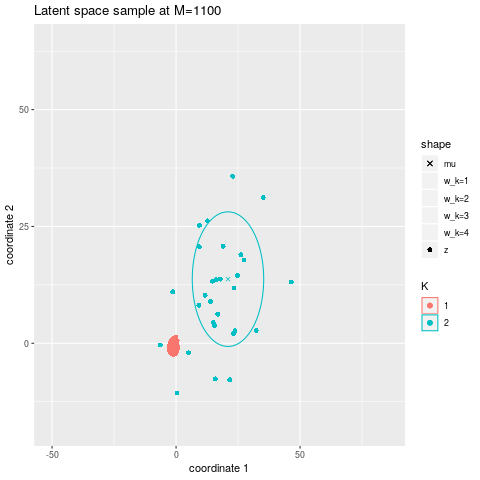 Latent space sample at M=1100
coordinate 2
50
25
0
-50
0
50
coordinate 1
shape
mu
w_k=1
w_k=2
w_k=3
w_k=4
z
K
1
2